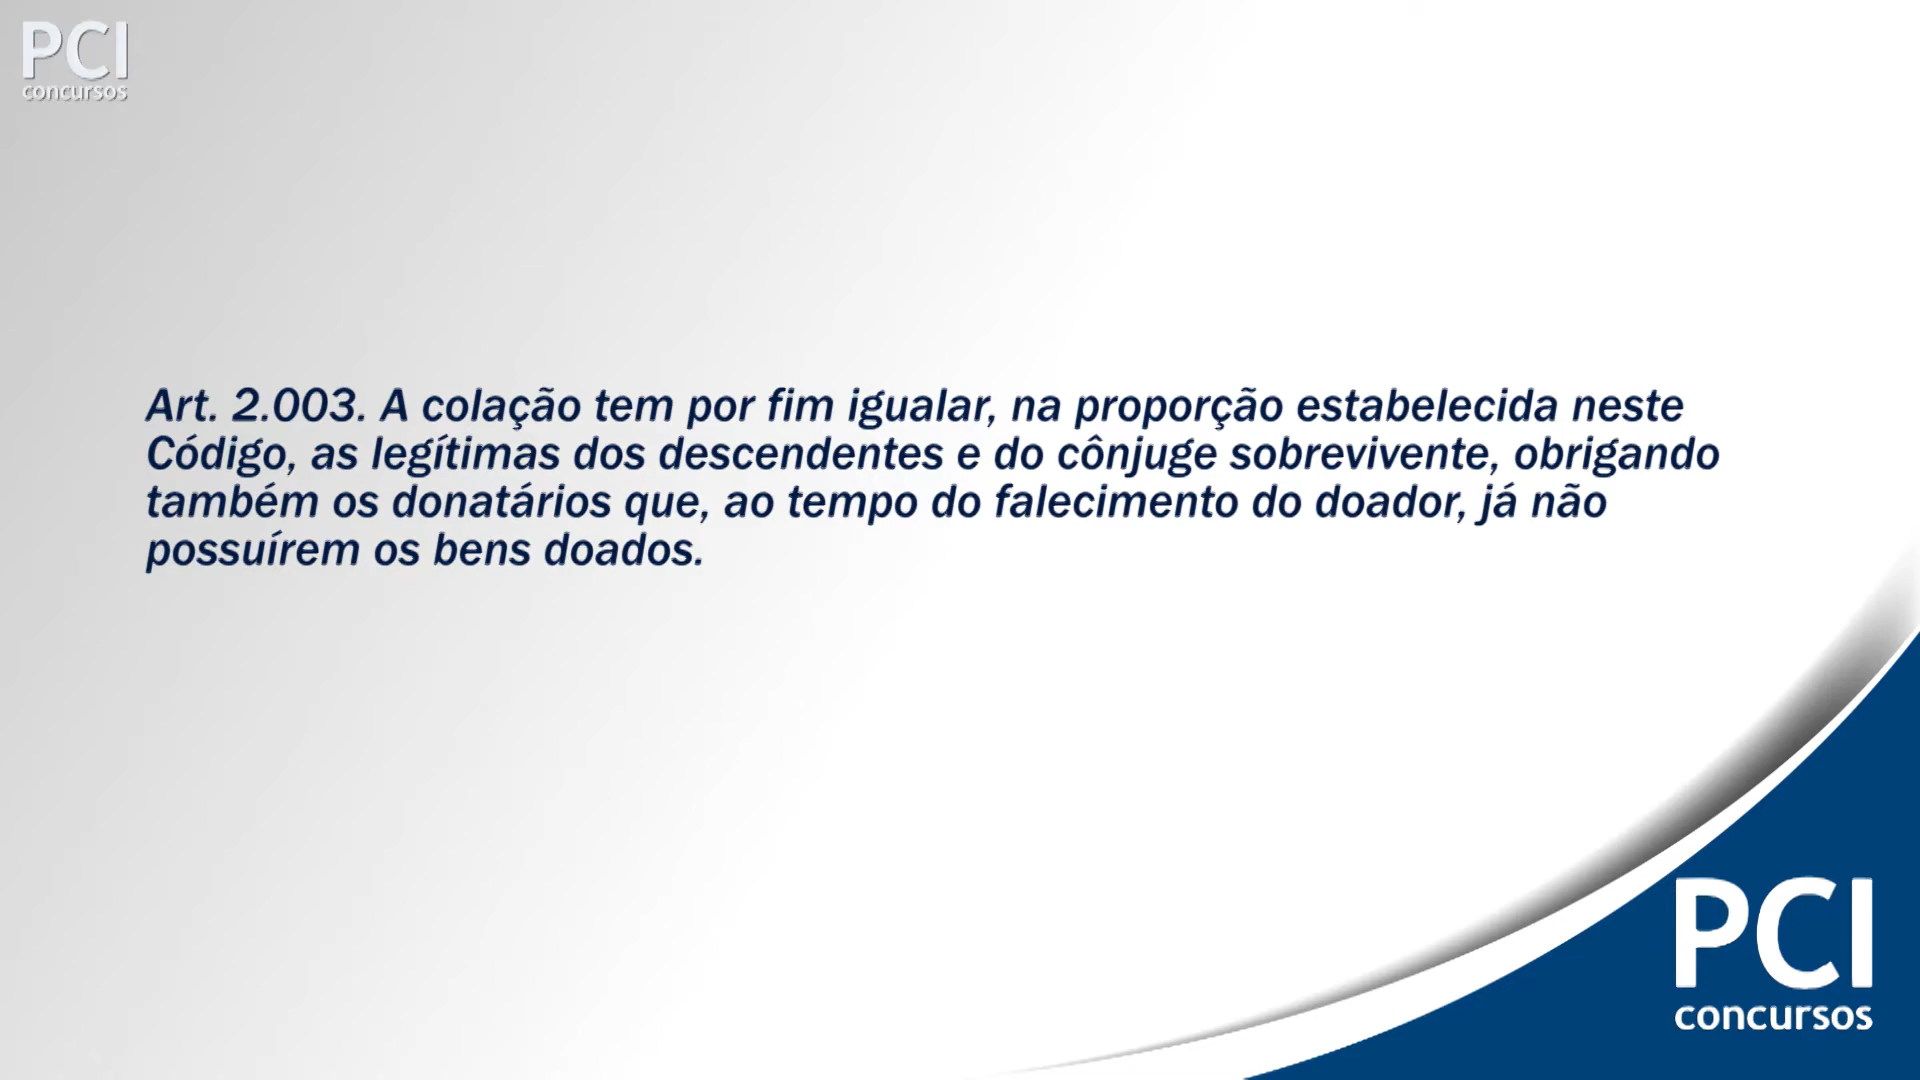 PCI
concursos
Art. 2.003. A colação tem por fim igualar, na proporção estabelecida neste
Código, as legítimas dos descendentes e do cônjuge sobrevivente, obrigando
também os donatários que, ao tempo do falecimento do doador, já não
possuírem os bens doados.
PCI
concursos